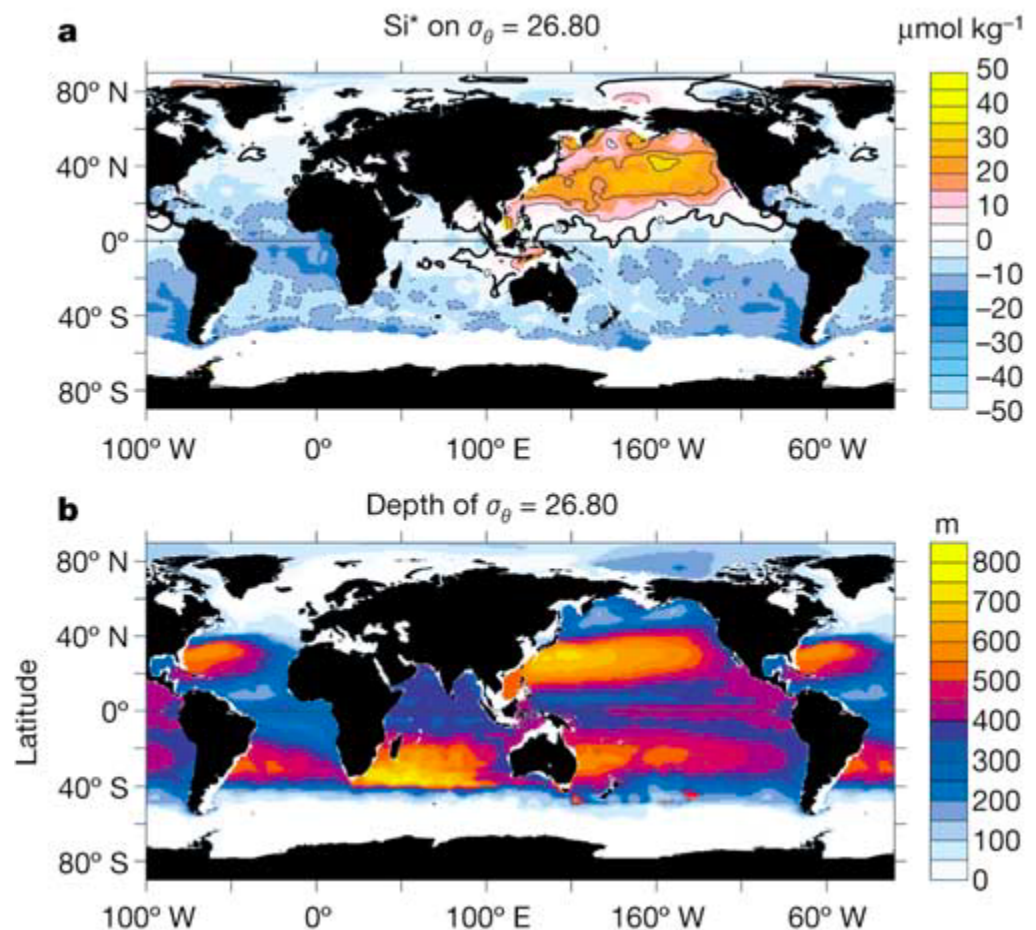 a
Si* on σθ = 26.80
μmol kg⁻¹
80° N
40° N
0°
40° S
80° S
50
40
30
20
10
0
–10
–20
–30
–40
–50
100° W 0° 100° E 160° W 60° W
b
Depth of σθ = 26.80
m
Latitude
80° N
40° N
0°
40° S
80° S
800
700
600
500
400
300
200
100
0
100° W 0° 100° E 160° W 60° W